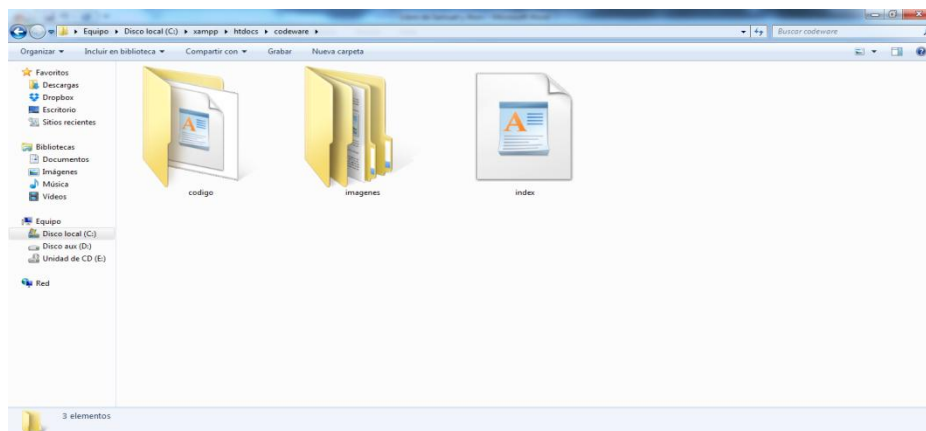 Equipo ▸ Disco local (C:) ▸ xampp ▸ htdocs ▸ codeware ▸
Buscar codeware
Organizar Incluir en biblioteca Compartir con Grabar Nueva carpeta
Favoritos
Descargas
Dropbox
Escritorio
Sitios recientes
Bibliotecas
Documentos
Imágenes
Música
Vídeos
Equipo
Disco local (C:)
Disco aux (D:)
Unidad de CD (E:)
Red
codigo
imagenes
index
3 elementos